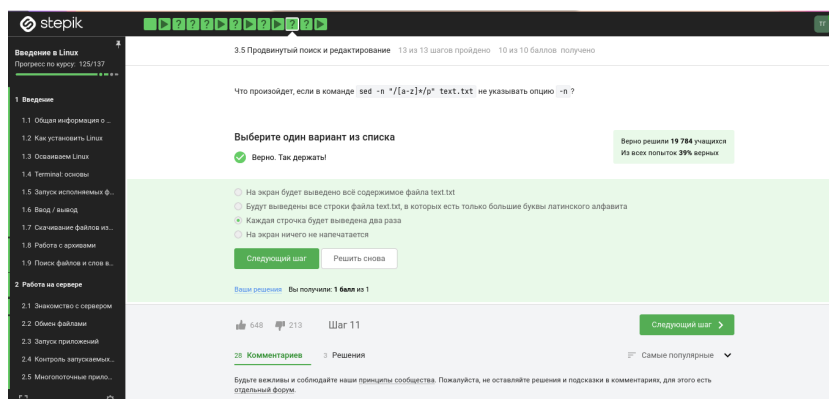 stepik
ТГ
Введение в Linux
Прогресс по курсу: 125/137
3.5 Продвинутый поиск и редактирование 13 из 13 шагов пройдено 10 из 10 баллов получено
1 Введение
1.1 Общая информация о ...
1.2 Как установить Linux
1.3 Осваиваем Linux
1.4 Terminal: основы
1.5 Запуск исполняемых ф...
1.6 Ввод / вывод
1.7 Скачивание файлов из...
1.8 Работа с архивами
1.9 Поиск файлов и слов в...
2 Работа на сервере
2.1 Знакомство с сервером
2.2 Обмен файлами
2.3 Запуск приложений
2.4 Контроль запускаемых...
2.5 Многопоточные прило...
Что произойдет, если в команде sed -n "/[a-z]*/p" text.txt не указывать опцию -n ?
Выберите один вариант из списка
Верно. Так держать!
Верно решили 19 784 учащихся
Из всех попыток 39% верных
На экран будет выведено всё содержимое файла text.txt
Будут выведены все строки файла text.txt, в которых есть только большие буквы латинского алфавита
Каждая строчка будет выведена два раза
На экран ничего не напечатается
Следующий шаг Решить снова
Ваши решения Вы получили: 1 балл из 1
648 213 Шаг 11 Следующий шаг
28 Комментариев 3 Решения Самые популярные
Будьте вежливы и соблюдайте наши принципы сообщества. Пожалуйста, не оставляйте решения и подсказки в комментариях, для этого есть
отдельный форум.